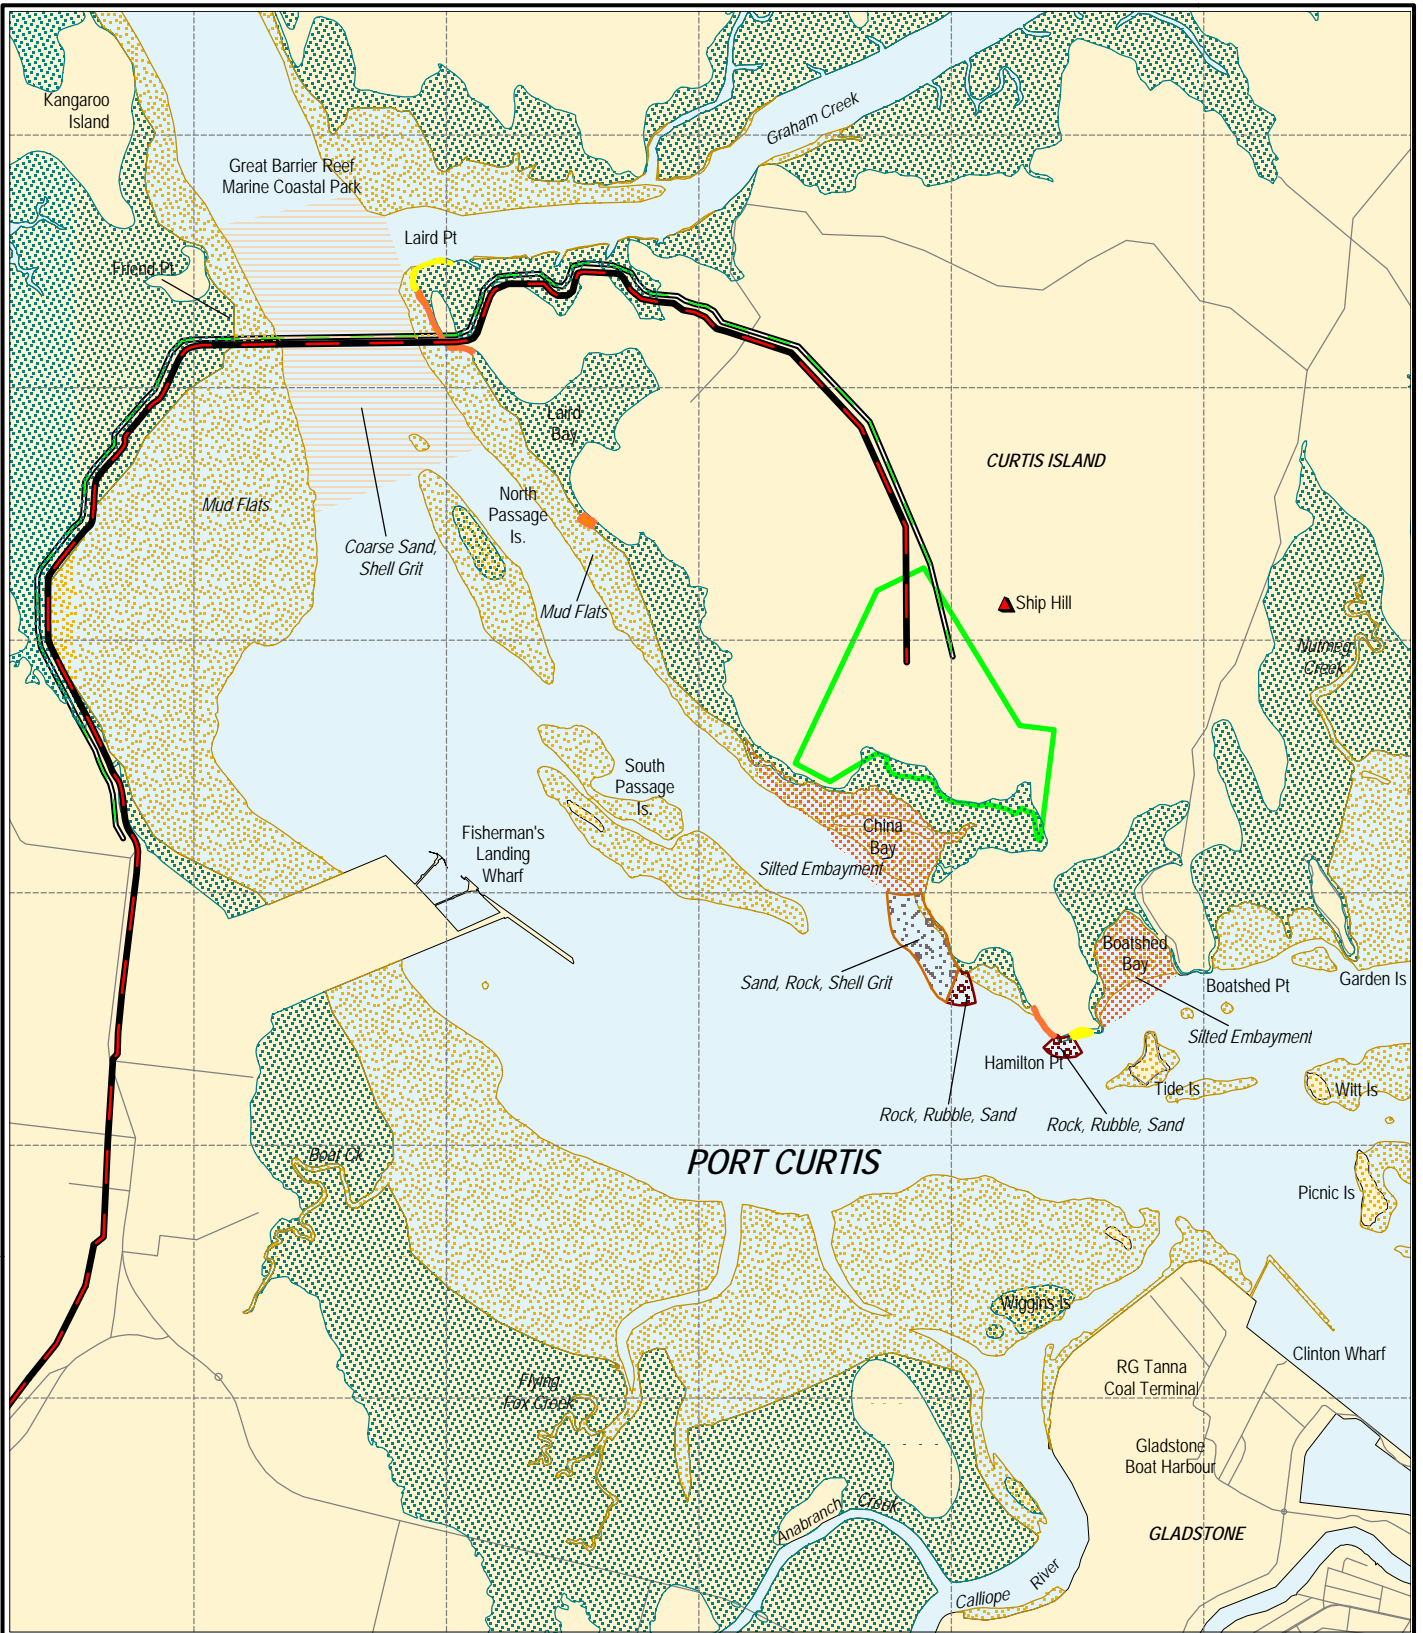 Kangaroo
Island
Graham Creek
Great Barrier Reef
Marine Coastal Park
Laird Pt
Friend Pt
Laird
Bay
CURTIS ISLAND
Mud Flats
North
Passage
Is.
Coarse Sand,
Shell Grit
Mud Flats
Ship Hill
Nutmeg
Creek
South
Passage
Is.
Fisherman's
Landing
Wharf
China
Bay
Silted Embayment
Sand, Rock, Shell Grit
Boatshed
Bay
Boatshed Pt
Garden Is
Silted Embayment
Hamilton Pt
Tide Is
Witt Is
Rock, Rubble, Sand
Rock, Rubble, Sand
Boat Ck
PORT CURTIS
Picnic Is
Wiggins Is
Clinton Wharf
RG Tanna
Coal Terminal
Flying
Fox Creek
Gladstone
Boat Harbour
Anabranch Creek
GLADSTONE
Calliope River